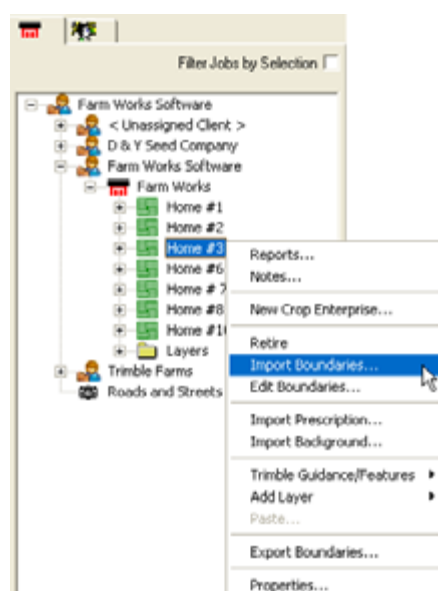 Filter Jobs by Selection
Farm Works Software
< Unassigned Client >
D & Y Seed Company
Farm Works Software
Farm Works
Home #1
Home #2
Home #3
Home #6
Home # 7
Home #8
Home #10
Layers
Trimble Farms
Roads and Streets
Reports...
Notes...
New Crop Enterprise...
Retire
Import Boundaries...
Edit Boundaries...
Import Prescription...
Import Background...
Trimble Guidance/Features
Add Layer
Paste...
Export Boundaries...
Properties...